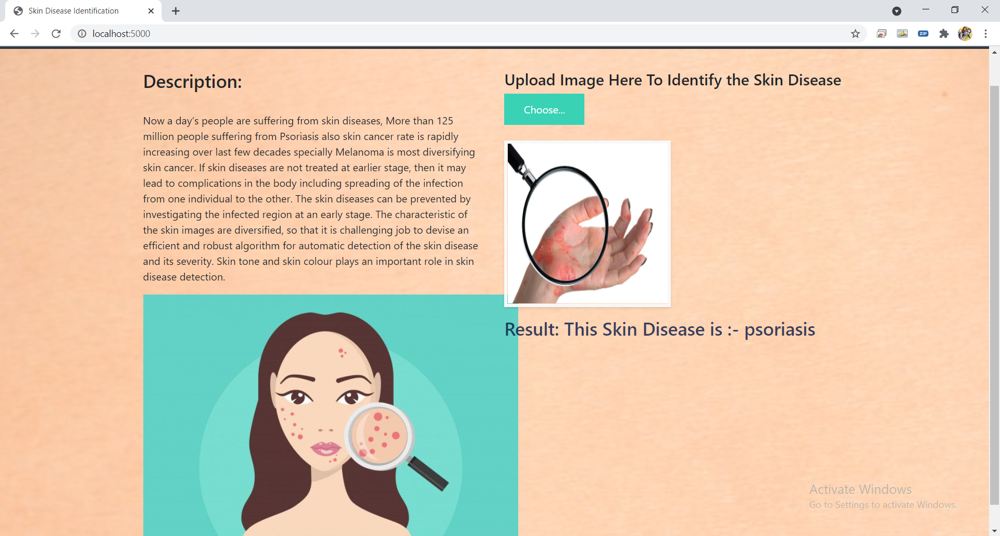 Skin Disease Identification
localhost:5000
Description:
Now a day's people are suffering from skin diseases, More than 125
million people suffering from Psoriasis also skin cancer rate is rapidly
increasing over last few decades specially Melanoma is most diversifying
skin cancer. If skin diseases are not treated at earlier stage, then it may
lead to complications in the body including spreading of the infection
from one individual to the other. The skin diseases can be prevented by
investigating the infected region at an early stage. The characteristic of
the skin images are diversified, so that it is challenging job to devise an
efficient and robust algorithm for automatic detection of the skin disease
and its severity. Skin tone and skin colour plays an important role in skin
disease detection.
Upload Image Here To Identify the Skin Disease
Choose...
Result: This Skin Disease is :- psoriasis
ZIP
Activate Windows
Go to Settings to activate Windows.